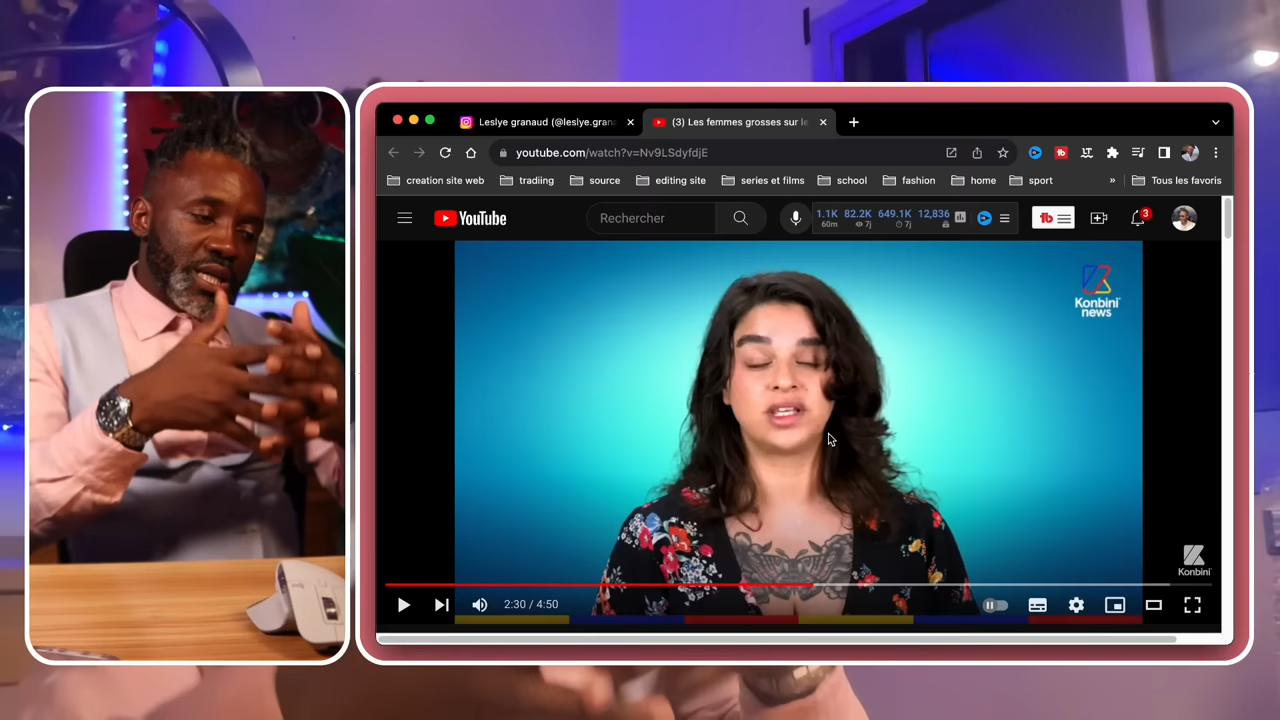 Leslye granaud (@leslye.gran
(3) Les femmes grosses sur le
youtube.com/watch?v=Nv9LSdyfdjE
creation site web
tradiing
source
editing site
series et films
school
fashion
home
sport
»
Tous les favoris
YouTube
Rechercher
1.1K 82.2K 649.1K 12,836
60m 7j 7j
tb
3
Konbini
news
Konbini
2:30 / 4:50